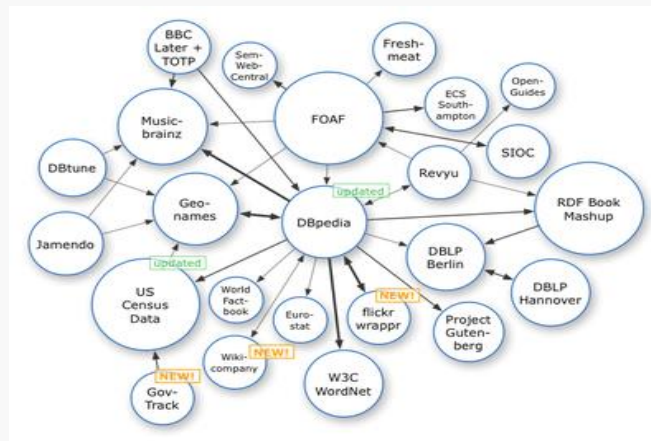 BBC
Later +
TOTP
Sem-
Web-
Central
Fresh-
meat
Open-
Guides
ECS
South-
ampton
FOAF
Music-
brainz
SIOC
DBtune
Revyu
updated
Geo-
names
DBpedia
RDF Book
Mashup
Jamendo
DBLP
Berlin
updated
US
Census
Data
World
Fact-
book
Euro-
stat
NEW!
flickr
wrappr
DBLP
Hannover
Project
Guten-
berg
NEW!
Wiki-
company
W3C
WordNet
NEW!
Gov-
Track